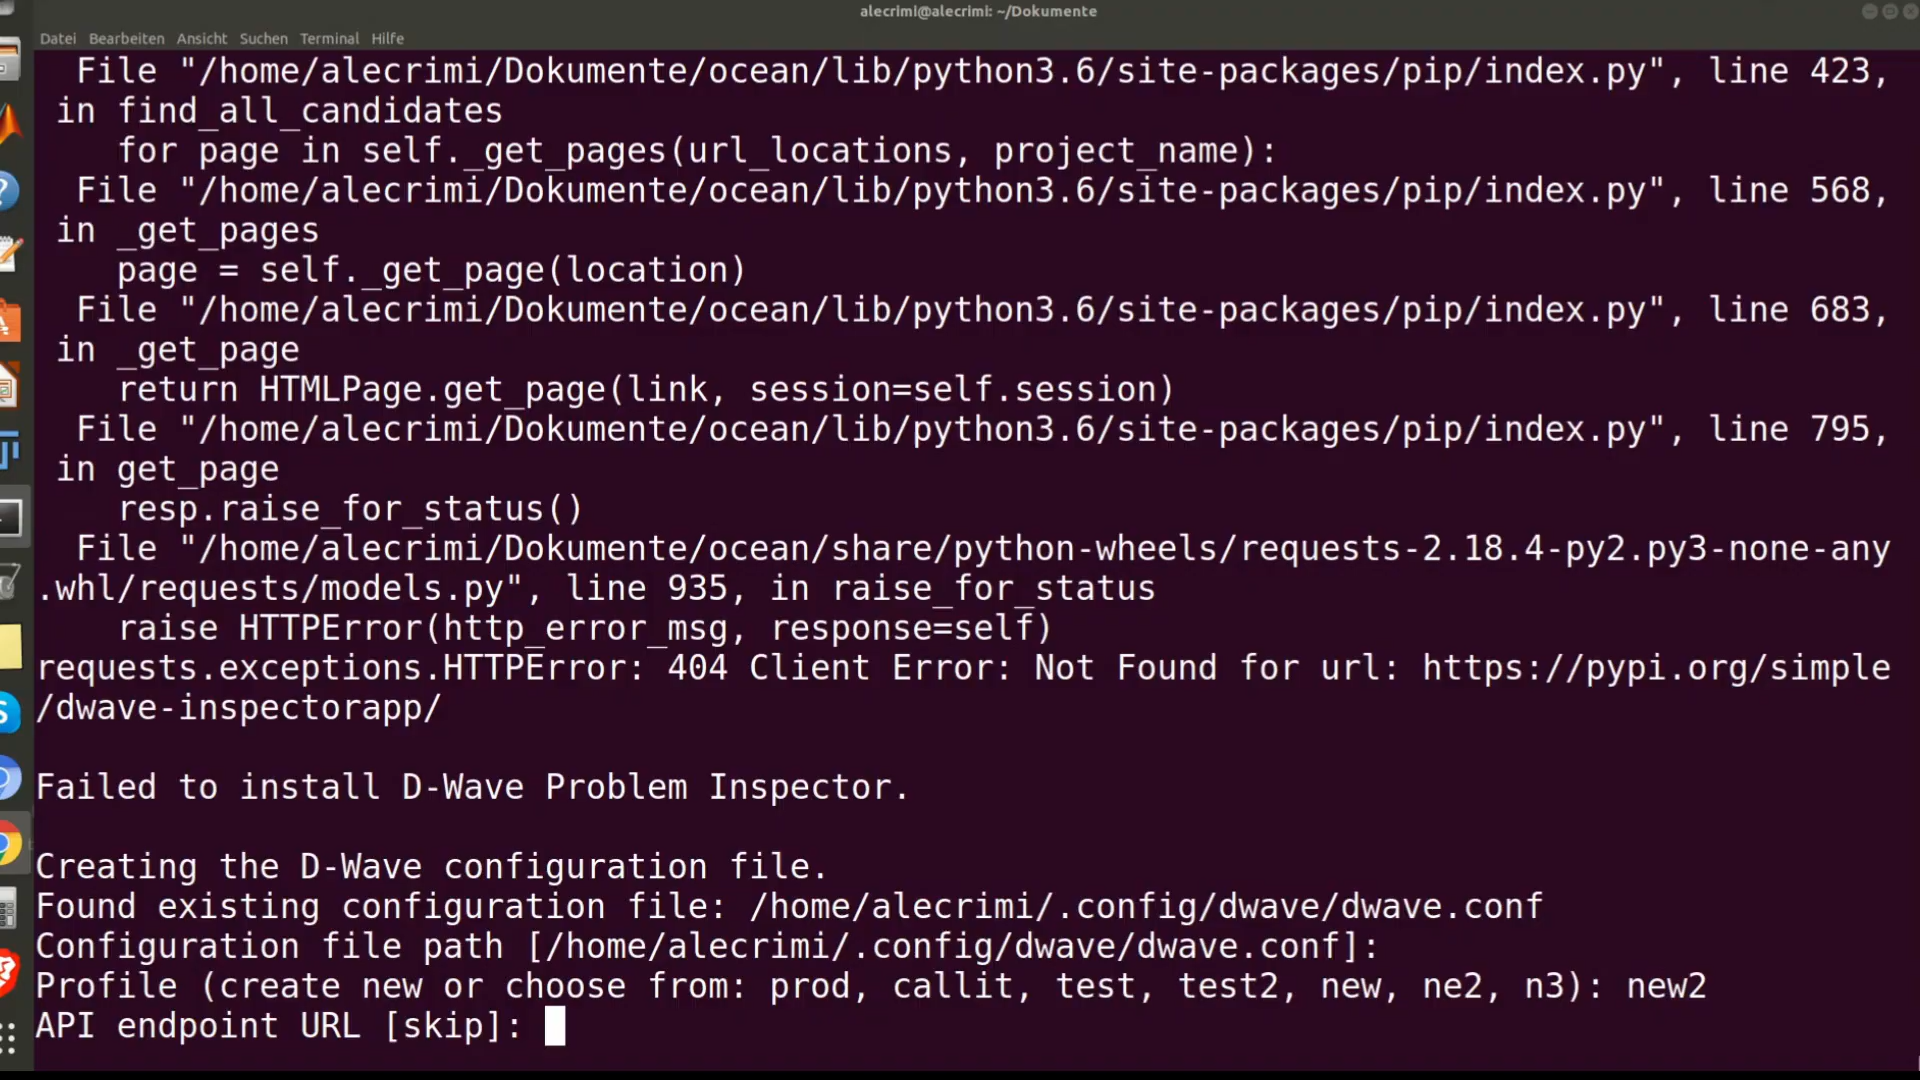 alecrimi@alecrimi: ~/Dokumente
Datei Bearbeiten Ansicht Suchen Terminal Hilfe
File "/home/alecrimi/Dokumente/ocean/lib/python3.6/site-packages/pip/index.py", line 423,
in find_all_candidates
for page in self._get_pages(url_locations, project_name):
File "/home/alecrimi/Dokumente/ocean/lib/python3.6/site-packages/pip/index.py", line 568,
in _get_pages
page = self._get_page(location)
File "/home/alecrimi/Dokumente/ocean/lib/python3.6/site-packages/pip/index.py", line 683,
in _get_page
return HTMLPage.get_page(link, session=self.session)
File "/home/alecrimi/Dokumente/ocean/lib/python3.6/site-packages/pip/index.py", line 795,
in get_page
resp.raise_for_status()
File "/home/alecrimi/Dokumente/ocean/share/python-wheels/requests-2.18.4-py2.py3-none-any
.whl/requests/models.py", line 935, in raise_for_status
raise HTTPError(http_error_msg, response=self)
requests.exceptions.HTTPError: 404 Client Error: Not Found for url: https://pypi.org/simple
/dwave-inspectorapp/
Failed to install D-Wave Problem Inspector.
Creating the D-Wave configuration file.
Found existing configuration file: /home/alecrimi/.config/dwave/dwave.conf
Configuration file path [/home/alecrimi/.config/dwave/dwave.conf]:
Profile (create new or choose from: prod, callit, test, test2, new, ne2, n3): new2
API endpoint URL [skip]: